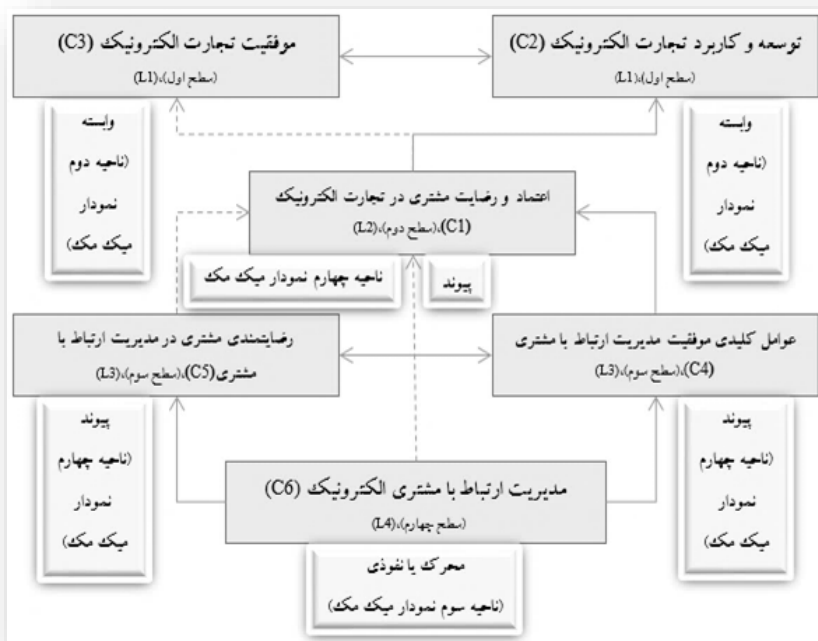 توسعه و کاربرد تجارت الکترونیک (C2)
(سطح اول)،(L1)
موفقیت تجارت الکترونیک (C3)
(سطح اول)،(L1)
وابسته
(ناحیه دوم
نمودار
میک مک)
وابسته
(ناحیه دوم
نمودار
میک مک)
اعتماد و رضایت مشتری در تجارت الکترونیک
(C1)،(سطح دوم)،(L2)
پیوند
ناحیه چهارم نمودار میک مک
عوامل کلیدی موفقیت مدیریت ارتباط با مشتری
(C4)،(سطح سوم)،(L3)
رضایتمندی مشتری در مدیریت ارتباط با
مشتری(C5)،(سطح سوم)،(L3)
پیوند
(ناحیه چهارم
نمودار
میک مک)
پیوند
(ناحیه چهارم
نمودار
میک مک)
مدیریت ارتباط با مشتری الکترونیک (C6)
(سطح چهارم)،(L4)
محرک یا نفوذی
(ناحیه سوم نمودار میک مک)